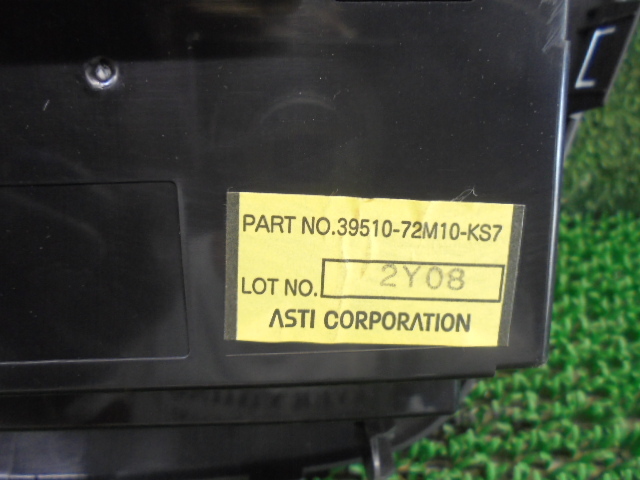 PART NO.39510-72M10-KS7
LOT NO. 2Y08
ASTI CORPORATION